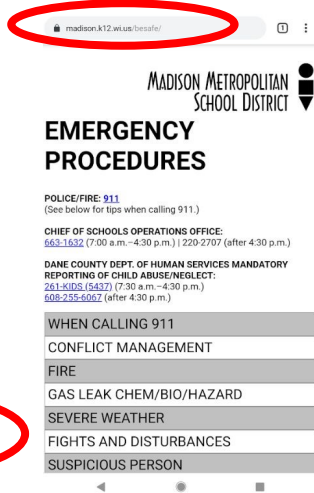 madison.k12.wi.us/besafe/
1
MADISON METROPOLITAN
SCHOOL DISTRICT
EMERGENCY
PROCEDURES
POLICE/FIRE: 911
(See below for tips when calling 911.)
CHIEF OF SCHOOLS OPERATIONS OFFICE:
663-1632 (7:00 a.m.–4:30 p.m.) | 220-2707 (after 4:30 p.m.)
DANE COUNTY DEPT. OF HUMAN SERVICES MANDATORY
REPORTING OF CHILD ABUSE/NEGLECT:
261-KIDS (5437) (7:30 a.m.–4:30 p.m.)
608-255-6067 (after 4:30 p.m.)
WHEN CALLING 911
CONFLICT MANAGEMENT
FIRE
GAS LEAK CHEM/BIO/HAZARD
SEVERE WEATHER
FIGHTS AND DISTURBANCES
SUSPICIOUS PERSON